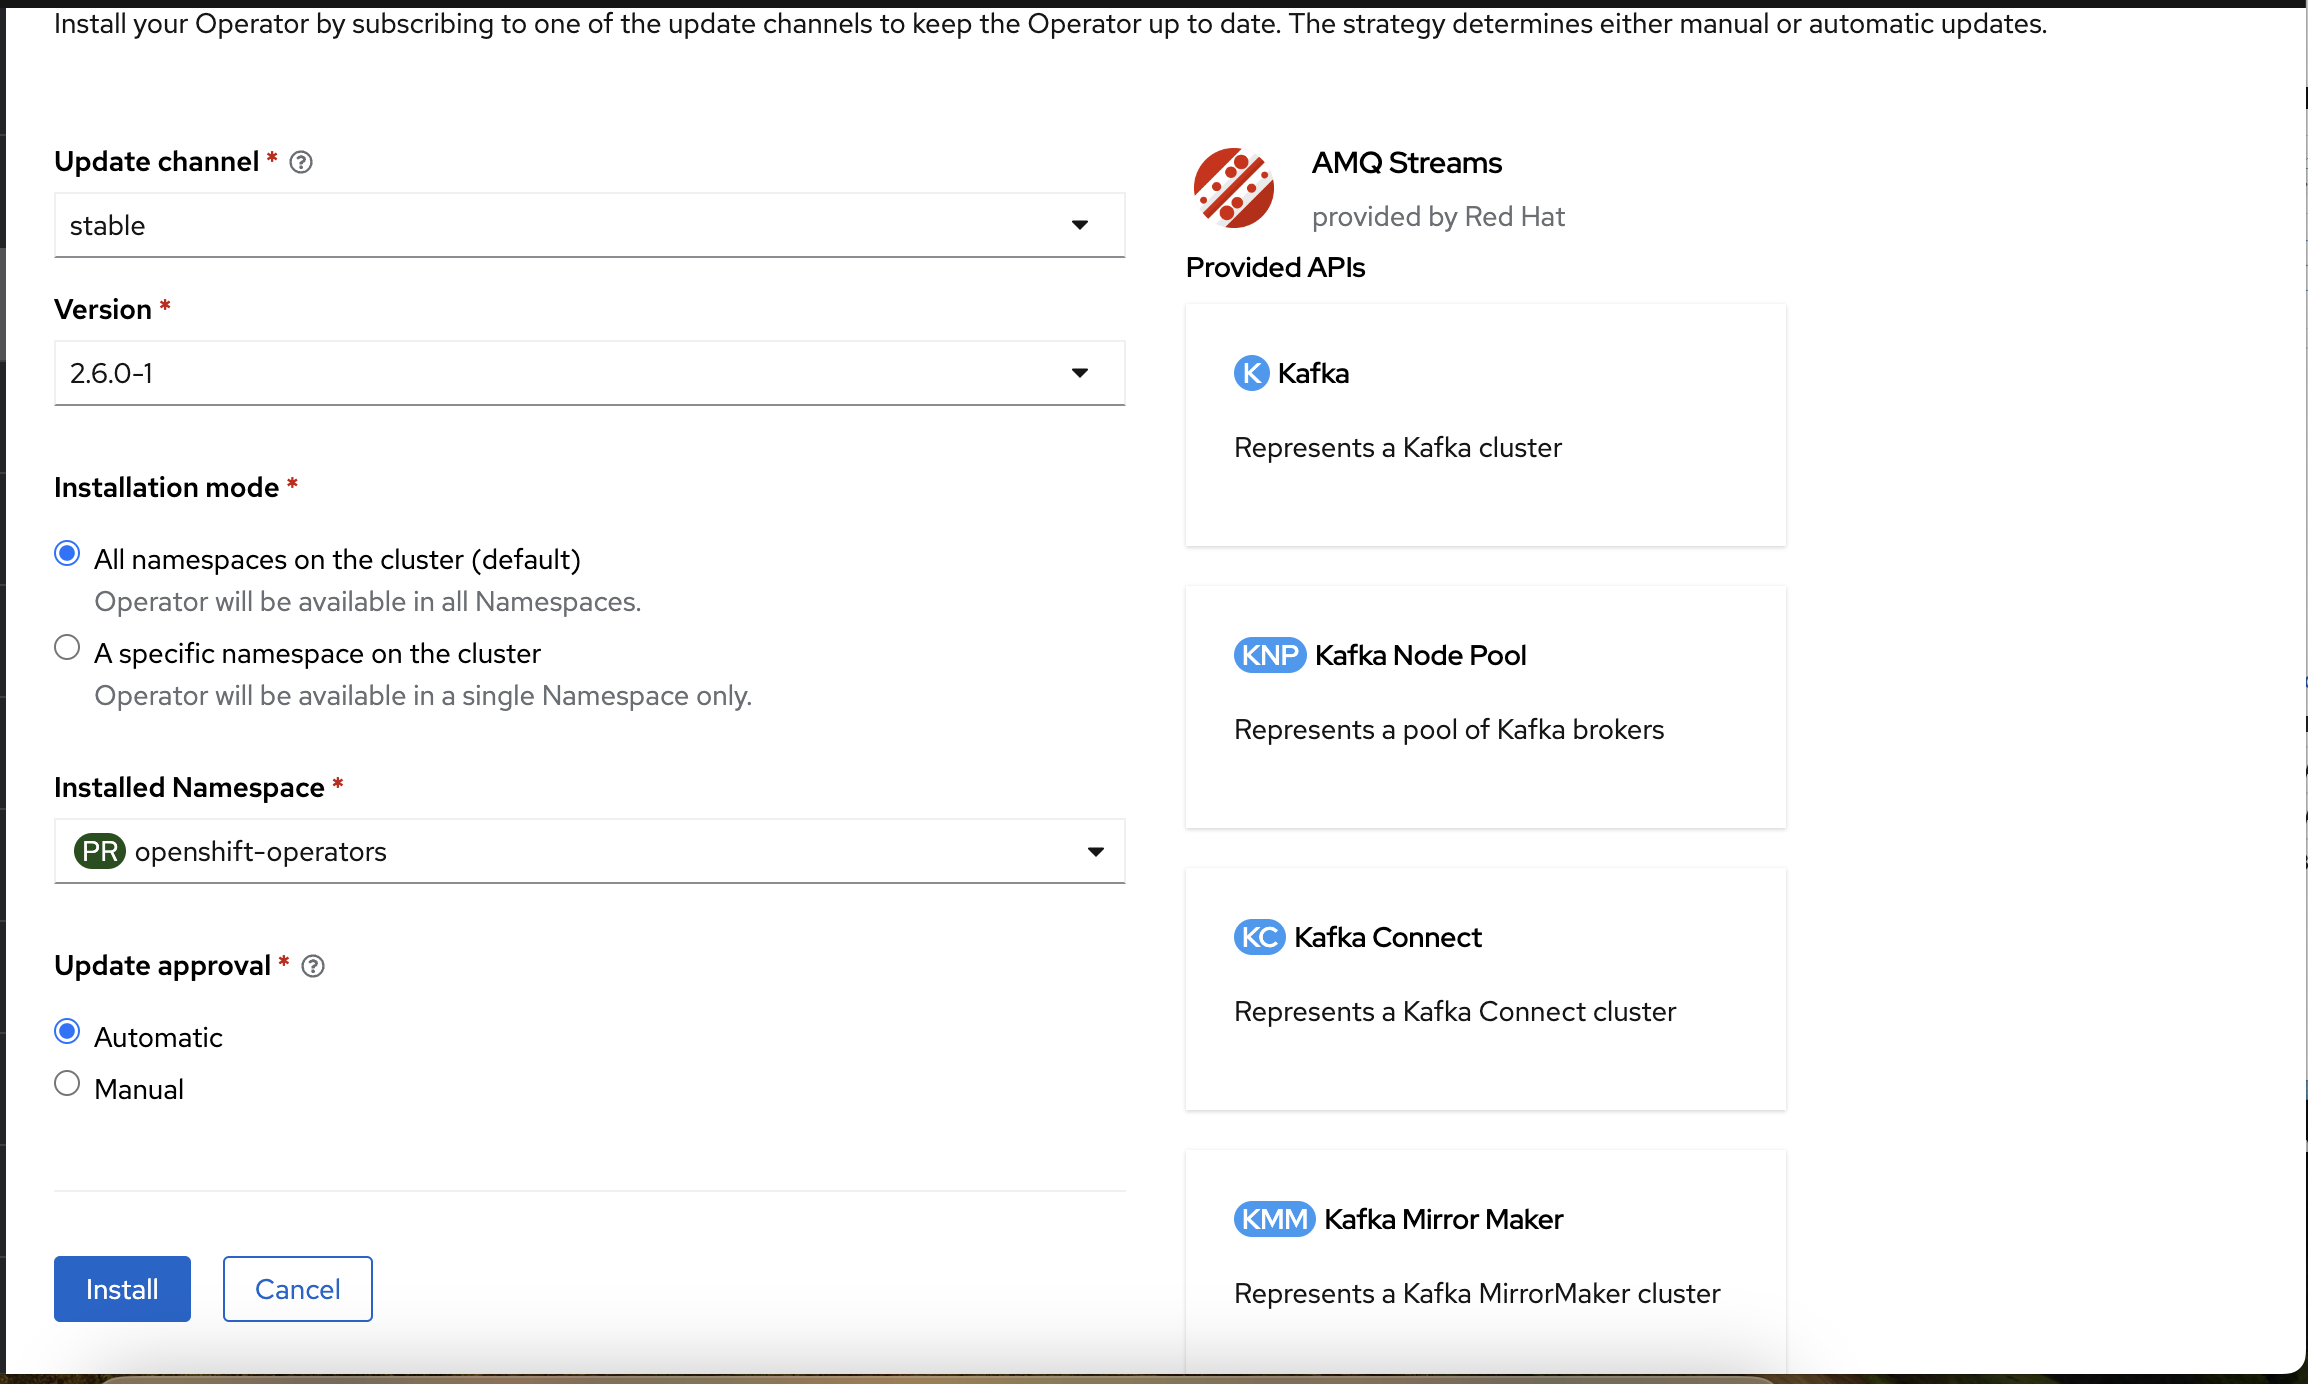 Install your Operator by subscribing to one of the update channels to keep the Operator up to date. The strategy determines either manual or automatic updates.
Update channel *
stable
Version *
2.6.0-1
Installation mode *
All namespaces on the cluster (default)
Operator will be available in all Namespaces.
A specific namespace on the cluster
Operator will be available in a single Namespace only.
Installed Namespace *
PR openshift-operators
Update approval *
Automatic
Manual
Install
Cancel
AMQ Streams
provided by Red Hat
Provided APIs
K Kafka
Represents a Kafka cluster
KNP Kafka Node Pool
Represents a pool of Kafka brokers
KC Kafka Connect
Represents a Kafka Connect cluster
KMM Kafka Mirror Maker
Represents a Kafka MirrorMaker cluster